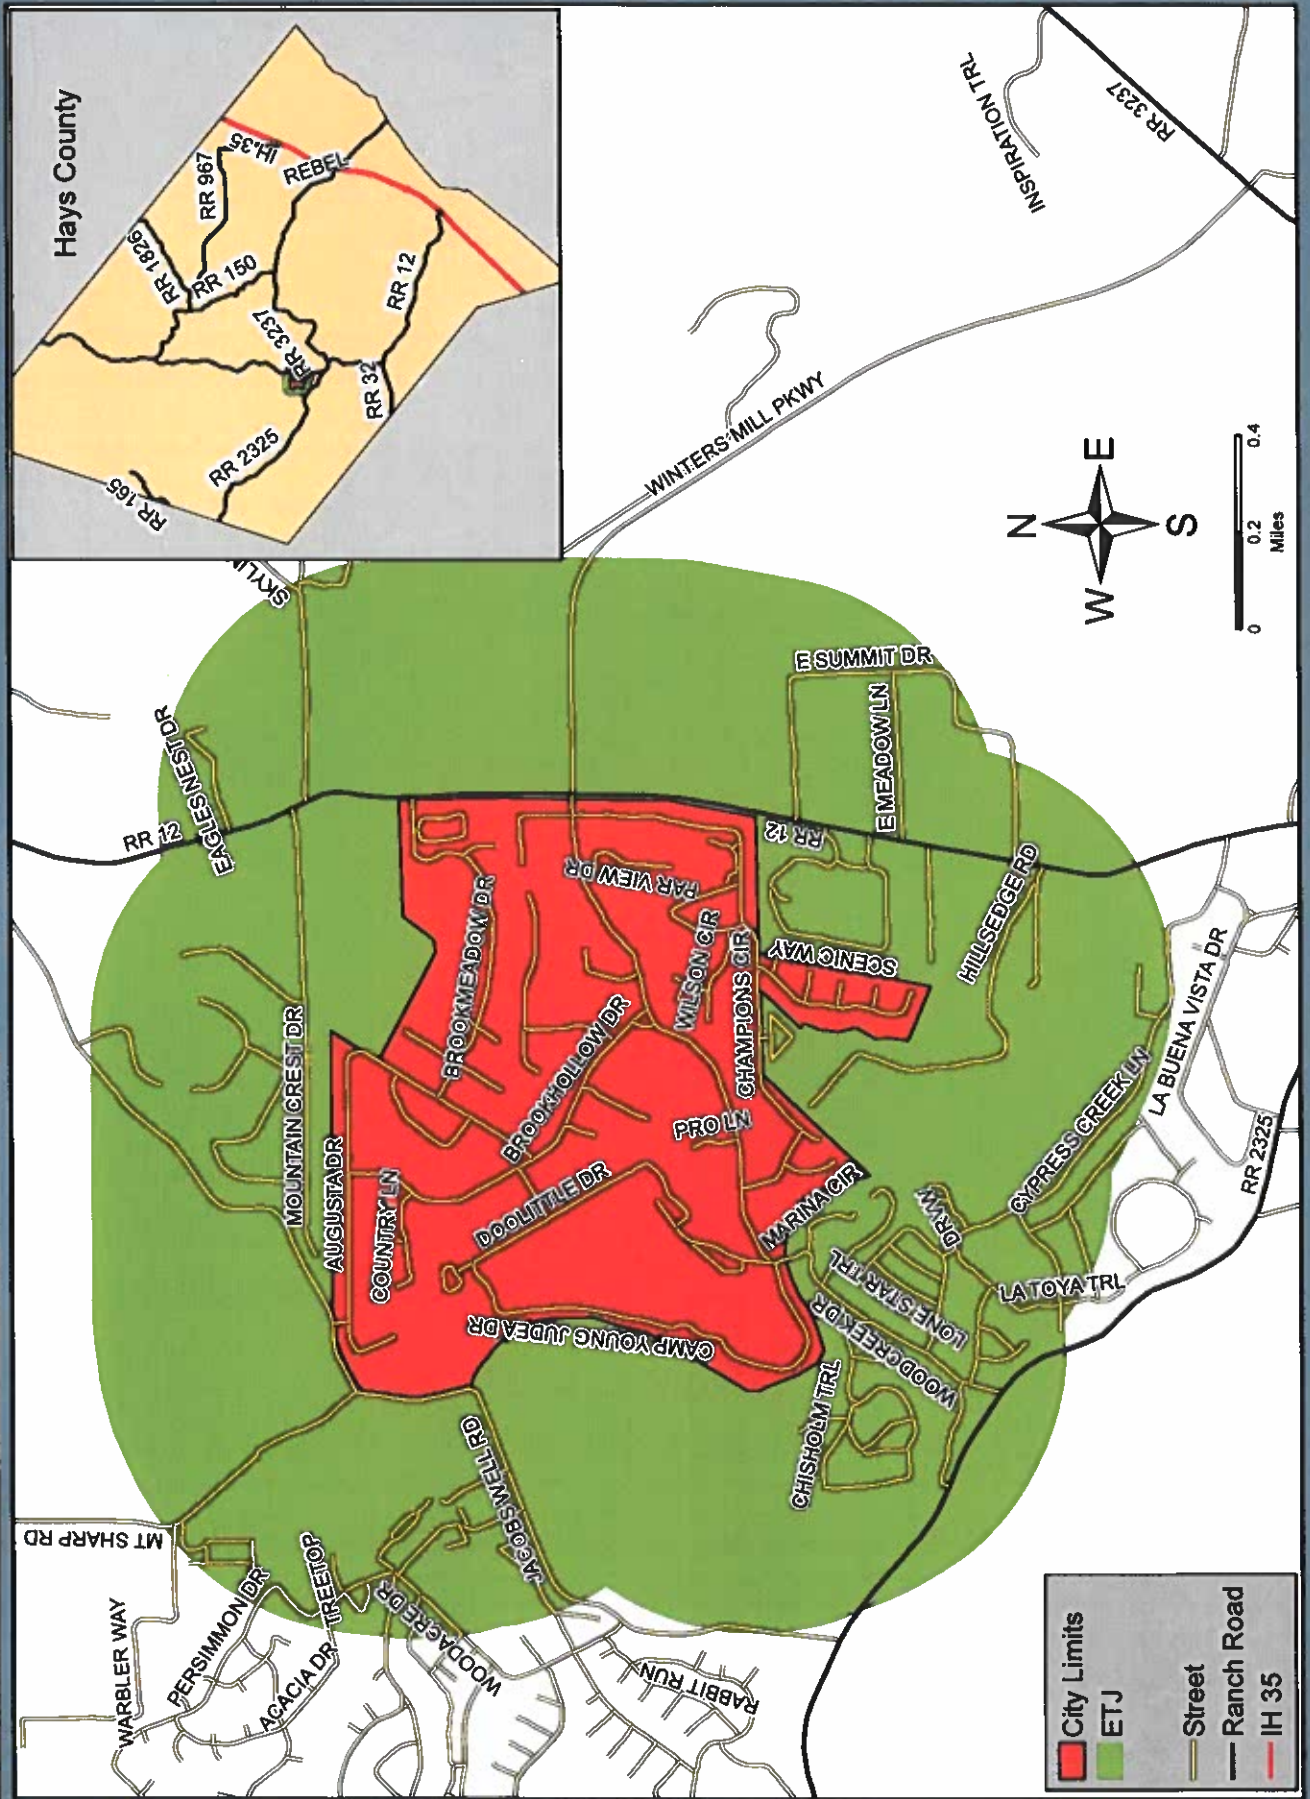 Hays County
RR 1826
RR 967
IH 35
REBEL
RR 150
RR 12
RR 3237
RR 32
RR 2325
RR 165
INSPIRATION TRL
RR 3237
WINTERS MILL PKWY
N
W
E
S
0
0.2
0.4
Miles
EAGLES NEST DR
RR 12
E SUMMIT DR
E MEADOW LN
RR 12
HILLSEDGE RD
PAR VIEW DR
BROOKMEADOW DR
WILSON CIR
CHAMPIONS CIR
SCENIC WAY
MOUNTAIN CREST DR
BROOKHOLLOW DR
PRO LN
AUGUSTA DR
COUNTRY LN
DOOLITTLE DR
MARINA CIR
CYPRESS CREEK LN
LA BUENA VISTA DR
RR 2325
LA TOYA TRL
LONE STAR TRL
WOODCREEK DR
CHISHOLM TRL
CAMP YOUNG JUDEA DR
JACOBS WELL RD
MT SHARP RD
WARBLER WAY
PERSIMMON DR
TREETOP
ACACIA DR
WOODACRE DR
RABBIT RUN
City Limits
ETJ
Street
Ranch Road
IH 35